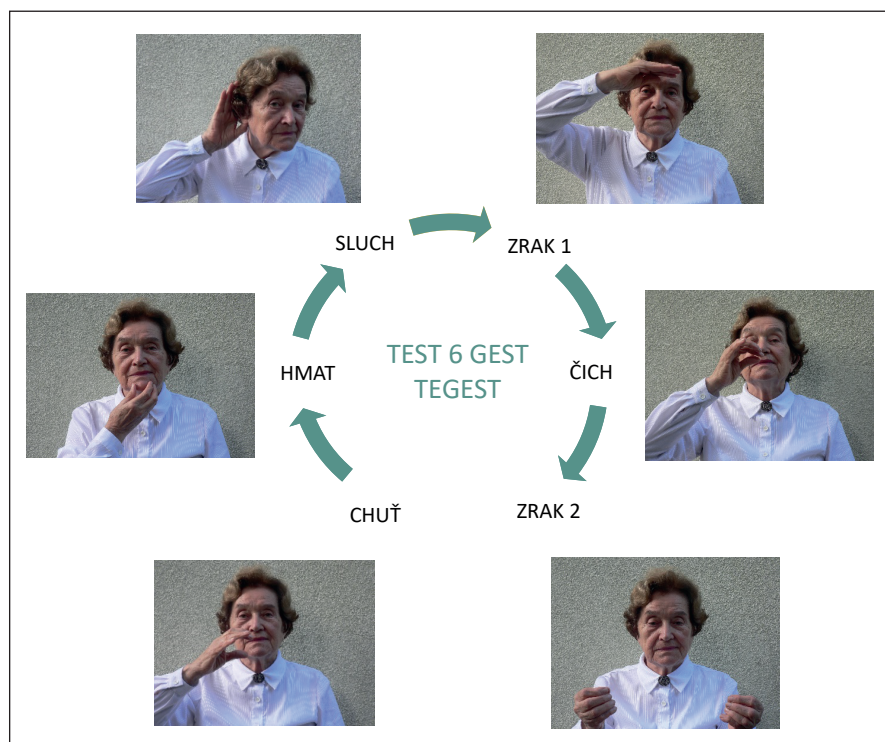 SLUCH
ZRAK 1
HMAT
TEST 6 GEST
TEGEST
ČICH
CHUŤ
ZRAK 2